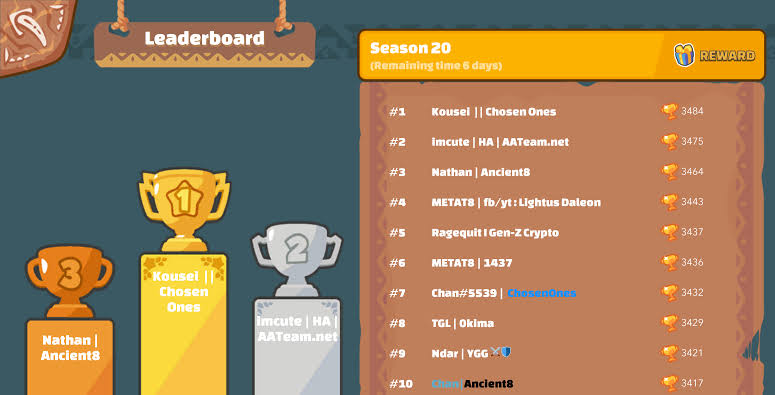 Leaderboard
Season 20
(Remaining time 6 days)
REWARD
#1 Kousei || Chosen Ones 3484
#2 imcute | HA | AATeam.net 3475
#3 Nathan | Ancient8 3464
#4 METAT8 | fb/yt : Lightus Daleon 3443
#5 Ragequit I Gen-Z Crypto 3437
#6 METAT8 | 1437 3436
#7 Chan#5539 | ChosenOnes 3432
#8 TGL | Okima 3429
#9 Ndar | YGG 3421
#10 Ancient8 3417
3
Nathan |
Ancient8
1
Kousei ||
Chosen
Ones
2
imcute | HA |
AATeam.net